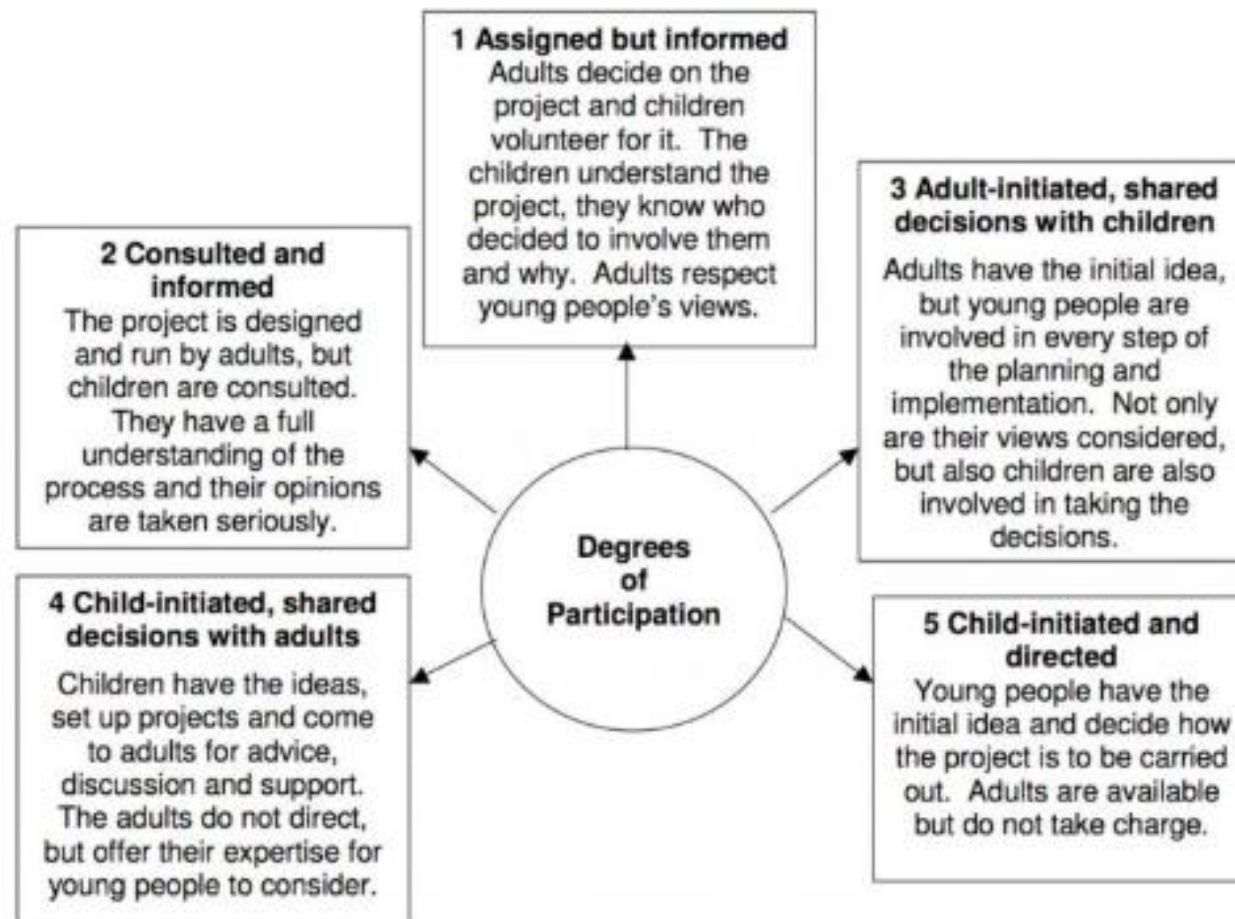 1 Assigned but informed
Adults decide on the
project and children
volunteer for it. The
children understand the
project, they know who
decided to involve them
and why. Adults respect
young people's views.
2 Consulted and
informed
The project is designed
and run by adults, but
children are consulted.
They have a full
understanding of the
process and their opinions
are taken seriously.
3 Adult-initiated, shared
decisions with children
Adults have the initial idea,
but young people are
involved in every step of
the planning and
implementation. Not only
are their views considered,
but also children are also
involved in taking the
decisions.
Degrees
of
Participation
4 Child-initiated, shared
decisions with adults
Children have the ideas,
set up projects and come
to adults for advice,
discussion and support.
The adults do not direct,
but offer their expertise for
young people to consider.
5 Child-initiated and
directed
Young people have the
initial idea and decide how
the project is to be carried
out. Adults are available
but do not take charge.